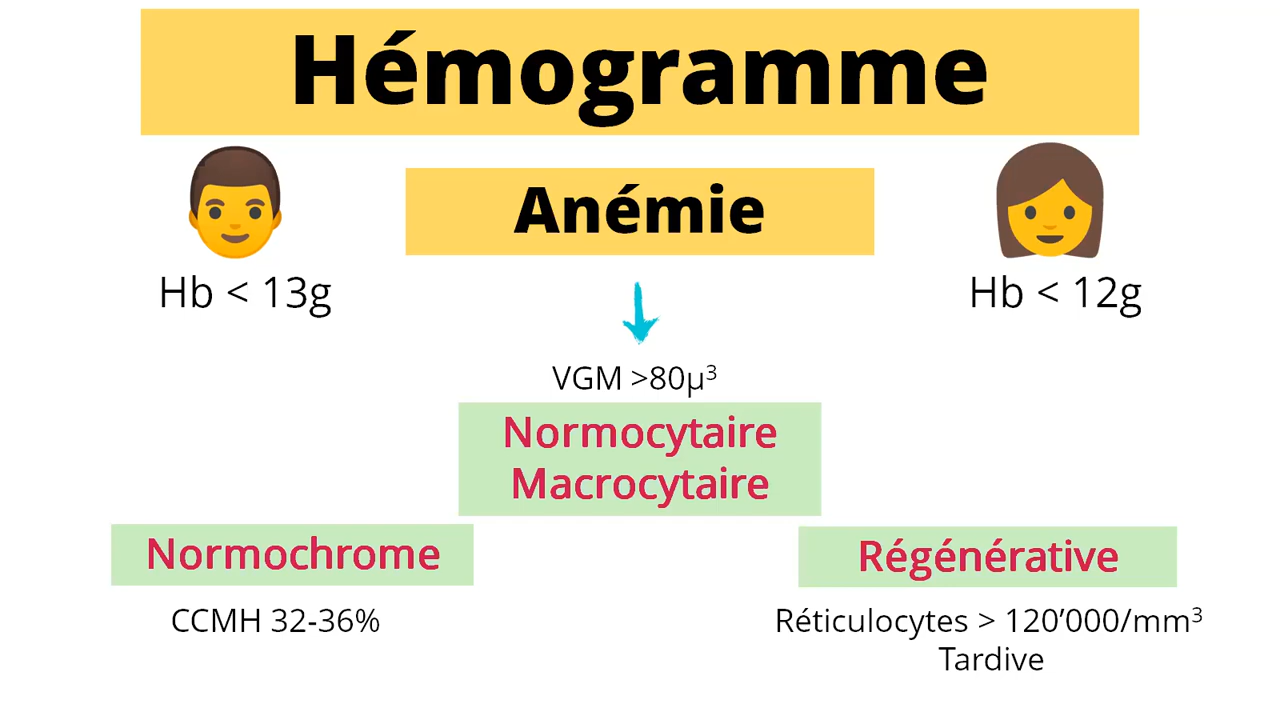 Hémogramme
Anémie
Hb < 13g
Hb < 12g
VGM >80µ³
Normocytaire
Macrocytaire
Normochrome
Régénérative
CCMH 32-36%
Réticulocytes > 120’000/mm³
Tardive